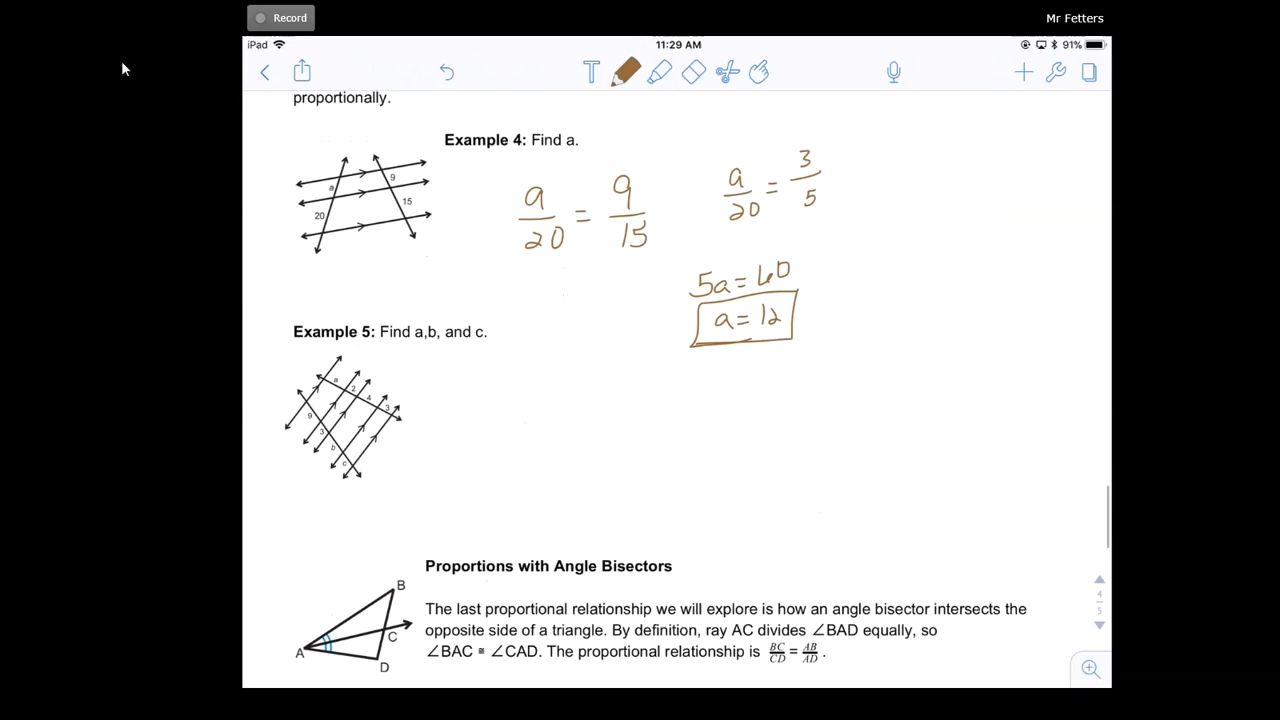 Record
Mr Fetters
iPad
11:29 AM
91%
T
proportionally.
Example 4: Find a.
a
9
20
15
a/20 = 9/15
a/20 = 3/5
5a = 60
a = 12
Example 5: Find a,b, and c.
a
2
4
3
9
3
b
c
Proportions with Angle Bisectors
B
The last proportional relationship we will explore is how an angle bisector intersects the
C
opposite side of a triangle. By definition, ray AC divides ∠BAD equally, so
A
∠BAC ≅ ∠CAD. The proportional relationship is BC/CD = AB/AD .
D
4
5